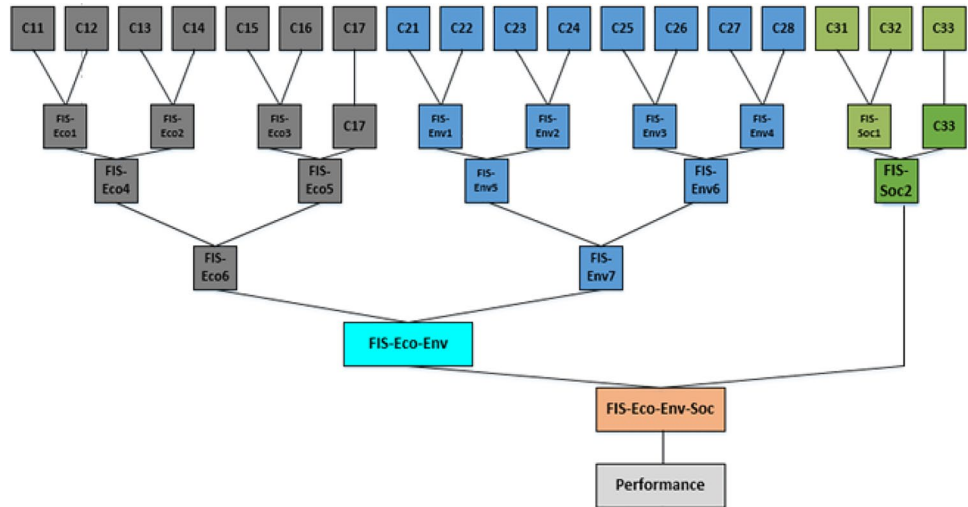 C11 C12 C13 C14 C15 C16 C17 C21 C22 C23 C24 C25 C26 C27 C28 C31 C32 C33
FIS-
Eco1
FIS-
Eco2
FIS-
Eco3
C17
FIS-
Env1
FIS-
Env2
FIS-
Env3
FIS-
Env4
FIS-
Soc1
C33
FIS-
Eco4
FIS-
Eco5
FIS-
Env5
FIS-
Env6
FIS-
Soc2
FIS-
Eco6
FIS-
Env7
FIS-Eco-Env
FIS-Eco-Env-Soc
Performance